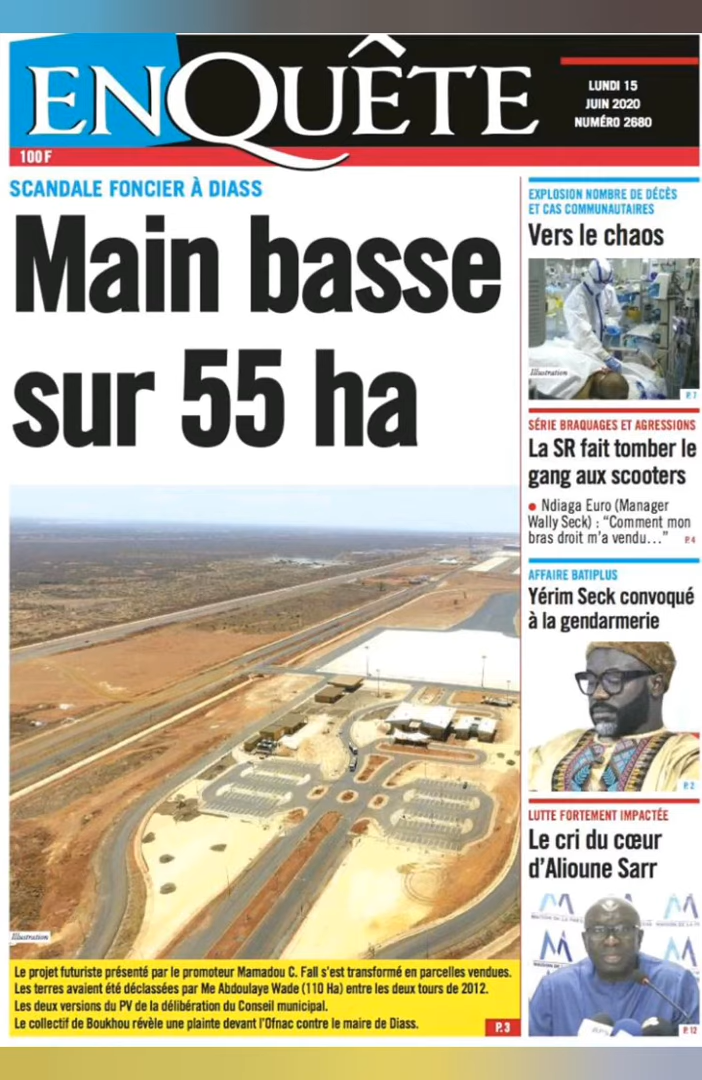 ENQUÊTE
LUNDI 15
JUIN 2020
NUMÉRO 2680
100 F
SCANDALE FONCIER À DIASS
Main basse
sur 55 ha
Illustration
Le projet futuriste présenté par le promoteur Mamadou C. Fall s'est transformé en parcelles vendues.
Les terres avaient été déclassées par Me Abdoulaye Wade (110 Ha) entre les deux tours de 2012.
Les deux versions du PV de la délibération du Conseil municipal.
Le collectif de Boukhou révèle une plainte devant l'Ofnac contre le maire de Diass.
P.3
EXPLOSION NOMBRE DE DÉCÈS
ET CAS COMMUNAUTAIRES
Vers le chaos
Illustration
P.7
SÉRIE BRAQUAGES ET AGRESSIONS
La SR fait tomber le
gang aux scooters
• Ndiaga Euro (Manager
Wally Seck) : “Comment mon
bras droit m'a vendu...” P.4
AFFAIRE BATIPLUS
Yérim Seck convoqué
à la gendarmerie
P.2
LUTTE FORTEMENT IMPACTÉE
Le cri du cœur
d'Alioune Sarr
P.12